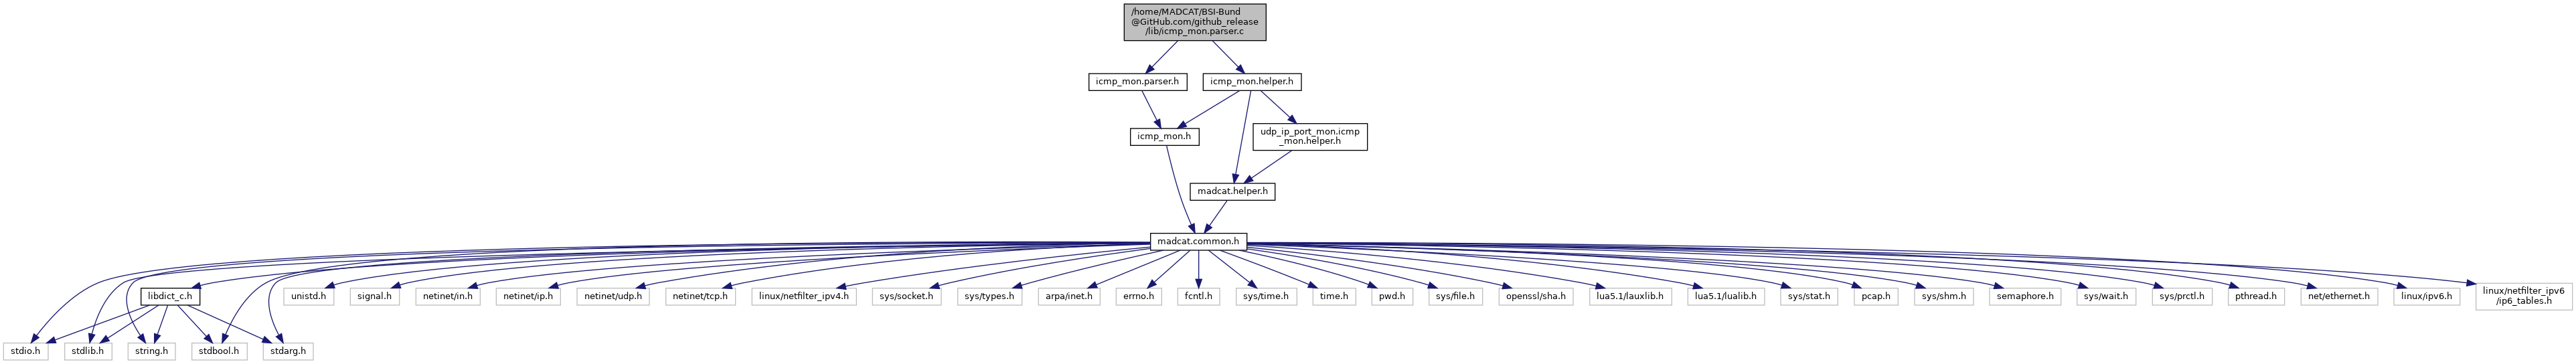 /home/MADCAT/BSI-Bund
@GitHub.com/github_release
/lib/icmp_mon.parser.c
icmp_mon.parser.h
icmp_mon.helper.h
icmp_mon.h
udp_ip_port_mon.icmp
_mon.helper.h
madcat.helper.h
madcat.common.h
libdict_c.h
unistd.h
signal.h
netinet/in.h
netinet/ip.h
netinet/udp.h
netinet/tcp.h
linux/netfilter_ipv4.h
sys/socket.h
sys/types.h
arpa/inet.h
errno.h
fcntl.h
sys/time.h
time.h
pwd.h
sys/file.h
openssl/sha.h
lua5.1/lauxlib.h
lua5.1/lualib.h
sys/stat.h
pcap.h
sys/shm.h
semaphore.h
sys/wait.h
sys/prctl.h
pthread.h
net/ethernet.h
linux/ipv6.h
linux/netfilter_ipv6
/ip6_tables.h
stdio.h
stdlib.h
string.h
stdbool.h
stdarg.h